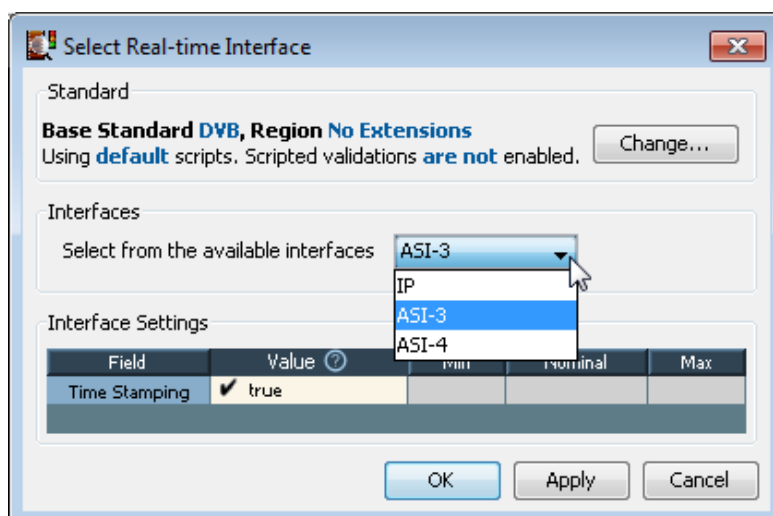 Select Real-time Interface
Standard
Base Standard DVB, Region No Extensions
Using default scripts. Scripted validations are not enabled.
Change...
Interfaces
Select from the available interfaces ASI-3
IP
ASI-3
ASI-4
Interface Settings
Field Value Min Nominal Max
Time Stamping true
OK Apply Cancel